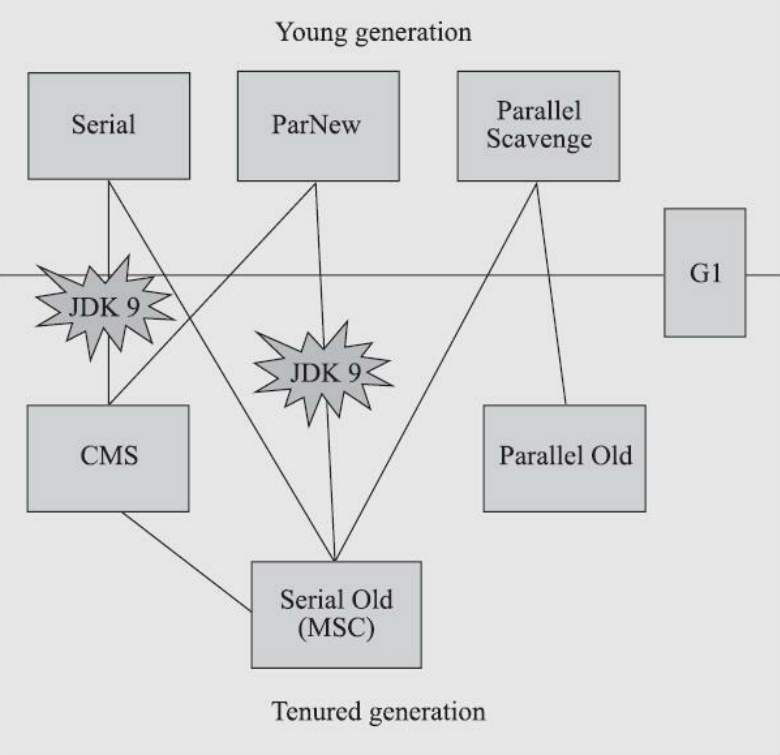 Young generation
Serial
ParNew
Parallel
Scavenge
G1
JDK 9
JDK 9
CMS
Parallel Old
Serial Old
(MSC)
Tenured generation